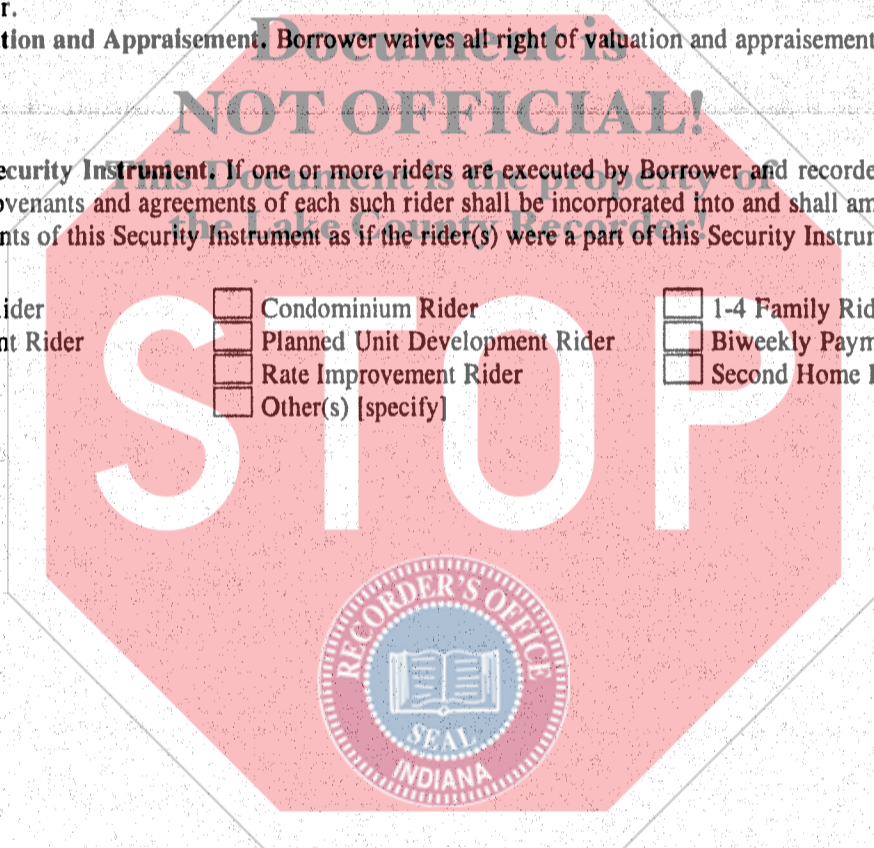 r.
tion and Appraisement. Borrower waives all right of valuation and appraisement
Document is
NOT OFFICIAL!
ecurity Instrument. If one or more riders are executed by Borrower and recorde
This Document is the property of
ovenants and agreements of each such rider shall be incorporated into and shall am
the Lake County Recorder!
nts of this Security Instrument as if the rider(s) were a part of this Security Instrum
ider Condominium Rider 1-4 Family Rid
nt Rider Planned Unit Development Rider Biweekly Paym
Rate Improvement Rider Second Home
Other(s) [specify]
STOP
RECORDER'S OFFICE
SEAL
INDIANA